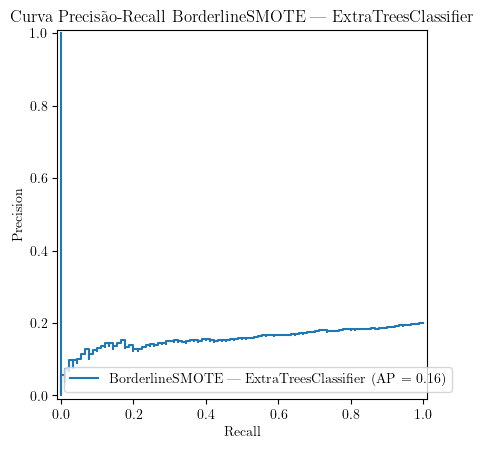 Curva Precisão-Recall BorderlineSMOTE — ExtraTreesClassifier
1.0
0.8
0.6
0.4
0.2
0.0
Precision
BorderlineSMOTE — ExtraTreesClassifier (AP = 0.16)
0.0 0.2 0.4 0.6 0.8 1.0
Recall